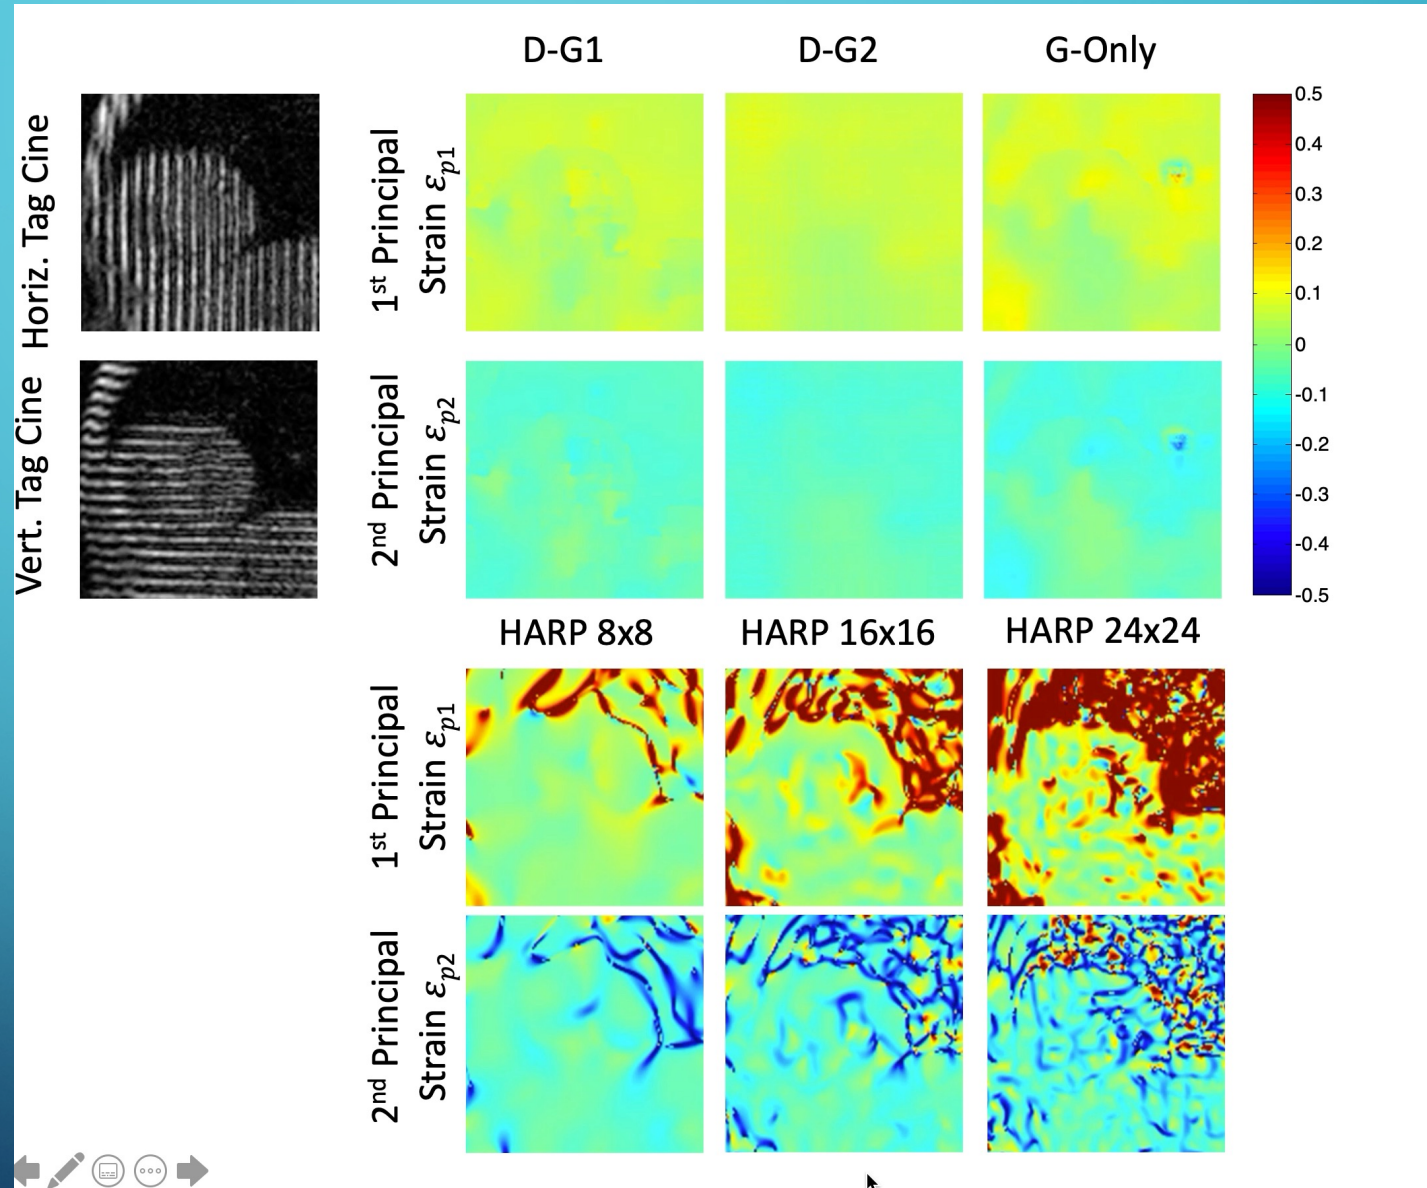 D-G1
D-G2
G-Only
Horiz. Tag Cine
1st Principal
Strain εp1
0.5
0.4
0.3
0.2
0.1
0
-0.1
-0.2
-0.3
-0.4
-0.5
Vert. Tag Cine
2nd Principal
Strain εp2
HARP 8x8
HARP 16x16
HARP 24x24
1st Principal
Strain εp1
2nd Principal
Strain εp2